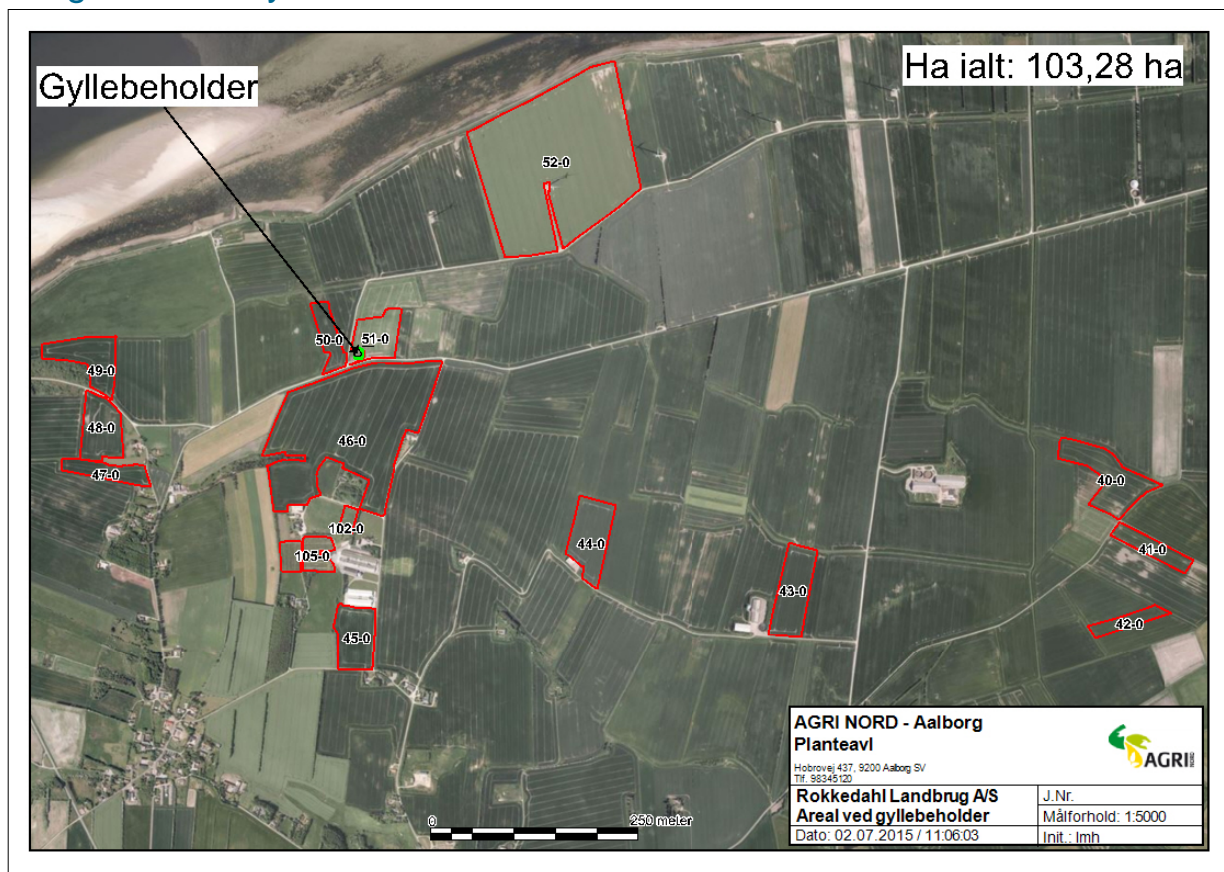 Gyllebeholder
Ha ialt: 103,28 ha
52-0
50-0
51-0
49-0
48-0
47-0
46-0
40-0
102-0
44-0
41-0
105-0
43-0
42-0
45-0
0
250 meter
AGRI NORD - Aalborg
Planteavl
Hobrovej 437, 9200 Aalborg SV
Tlf. 98345120
AGRI
NORD
Rokkedahl Landbrug A/S
Areal ved gyllebeholder
Dato: 02.07.2015 / 11:06:03
J.Nr.
Målforhold: 1:5000
Init.: lmh